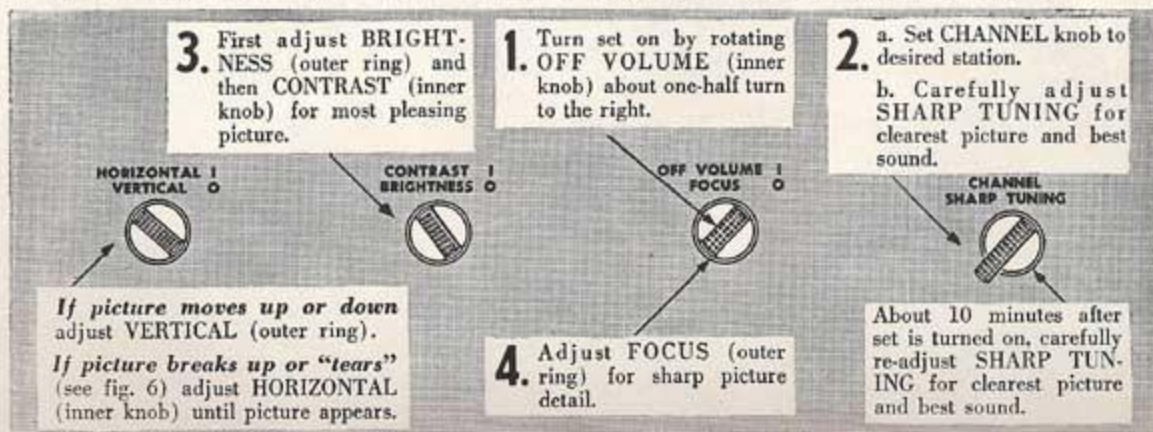 3. First adjust BRIGHT-
NESS (outer ring) and
then CONTRAST (inner
knob) for most pleasing
picture.
1. Turn set on by rotating
OFF VOLUME (inner
knob) about one-half turn
to the right.
2. a. Set CHANNEL knob to
desired station.
b. Carefully adjust
SHARP TUNING for
clearest picture and best
sound.
HORIZONTAL I
VERTICAL O
CONTRAST I
BRIGHTNESS O
OFF VOLUME I
FOCUS O
CHANNEL
SHARP TUNING
If picture moves up or down
adjust VERTICAL (outer ring).
If picture breaks up or “tears”
(see fig. 6) adjust HORIZONTAL
(inner knob) until picture appears.
4. Adjust FOCUS (outer
ring) for sharp picture
detail.
About 10 minutes after
set is turned on, carefully
re-adjust SHARP TUN-
ING for clearest picture
and best sound.